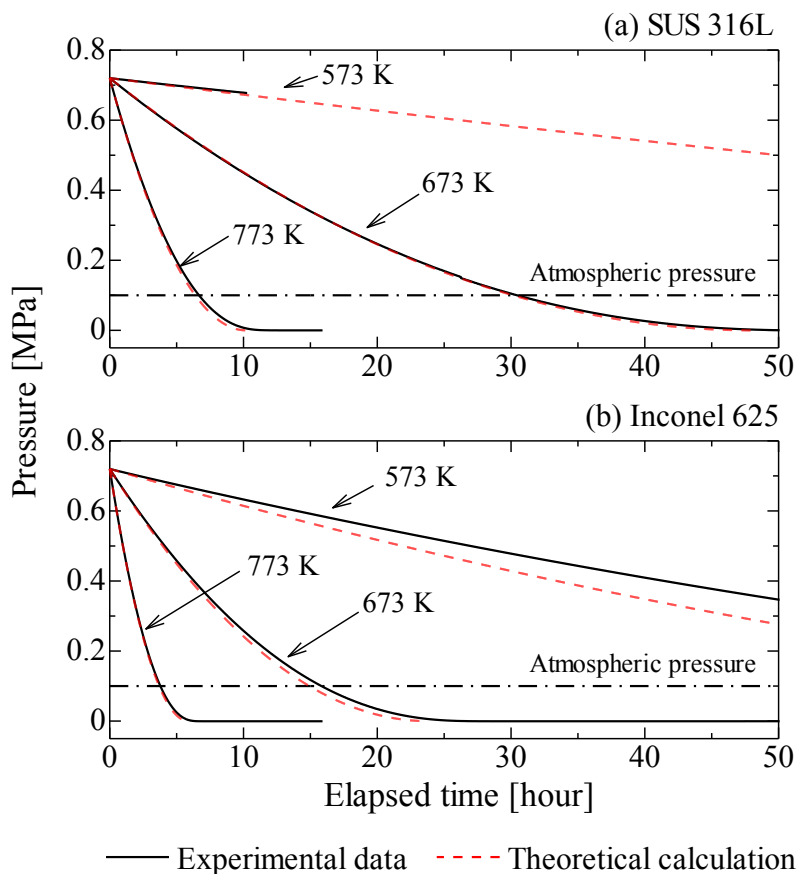 (a) SUS 316L
0.8
573 K
0.6
0.4
673 K
773 K
0.2
Atmospheric pressure
0
0 10 20 30 40 50
Pressure [MPa]
(b) Inconel 625
0.8
573 K
0.6
773 K
0.4
673 K
0.2
Atmospheric pressure
0
0 10 20 30 40 50
Elapsed time [hour]
Experimental data Theoretical calculation